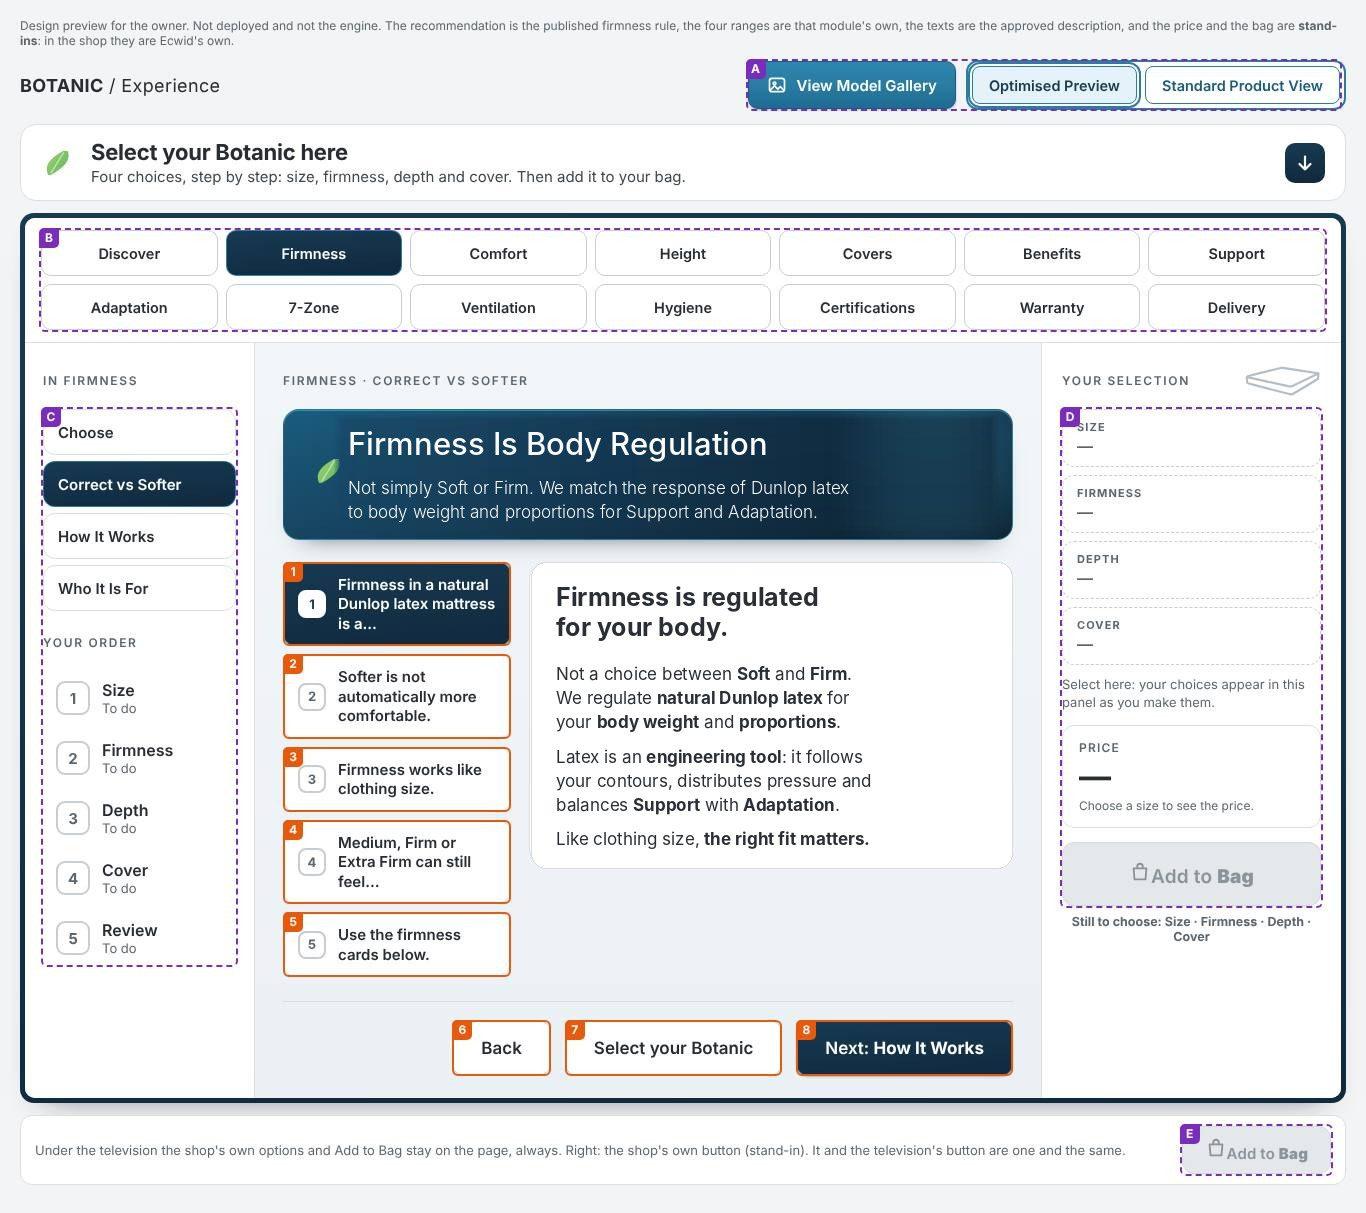 Design preview for the owner. Not deployed and not the engine. The recommendation is the published firmness rule, the four ranges are that module's own, the texts are the approved description, and the price and the bag are stand-
ins: in the shop they are Ecwid's own.
BOTANIC / Experience
A
View Model Gallery
Optimised Preview
Standard Product View
Select your Botanic here
Four choices, step by step: size, firmness, depth and cover. Then add it to your bag.
B
Discover
Firmness
Comfort
Height
Covers
Benefits
Support
Adaptation
7-Zone
Ventilation
Hygiene
Certifications
Warranty
Delivery
IN FIRMNESS
C
Choose
Correct vs Softer
How It Works
Who It Is For
YOUR ORDER
1
Size
To do
2
Firmness
To do
3
Depth
To do
4
Cover
To do
5
Review
To do
FIRMNESS · CORRECT VS SOFTER
Firmness Is Body Regulation
Not simply Soft or Firm. We match the response of Dunlop latex
to body weight and proportions for Support and Adaptation.
1
1
Firmness in a natural
Dunlop latex mattress
is a...
2
2
Softer is not
automatically more
comfortable.
3
3
Firmness works like
clothing size.
4
4
Medium, Firm or
Extra Firm can still
feel...
5
5
Use the firmness
cards below.
Firmness is regulated
for your body.
Not a choice between Soft and Firm.
We regulate natural Dunlop latex for
your body weight and proportions.
Latex is an engineering tool: it follows
your contours, distributes pressure and
balances Support with Adaptation.
Like clothing size, the right fit matters.
6
Back
7
Select your Botanic
8
Next: How It Works
YOUR SELECTION
D
SIZE
—
FIRMNESS
—
DEPTH
—
COVER
—
Select here: your choices appear in this
panel as you make them.
PRICE
—
Choose a size to see the price.
Add to Bag
Still to choose: Size · Firmness · Depth ·
Cover
Under the television the shop's own options and Add to Bag stay on the page, always. Right: the shop's own button (stand-in). It and the television's button are one and the same.
E
Add to Bag